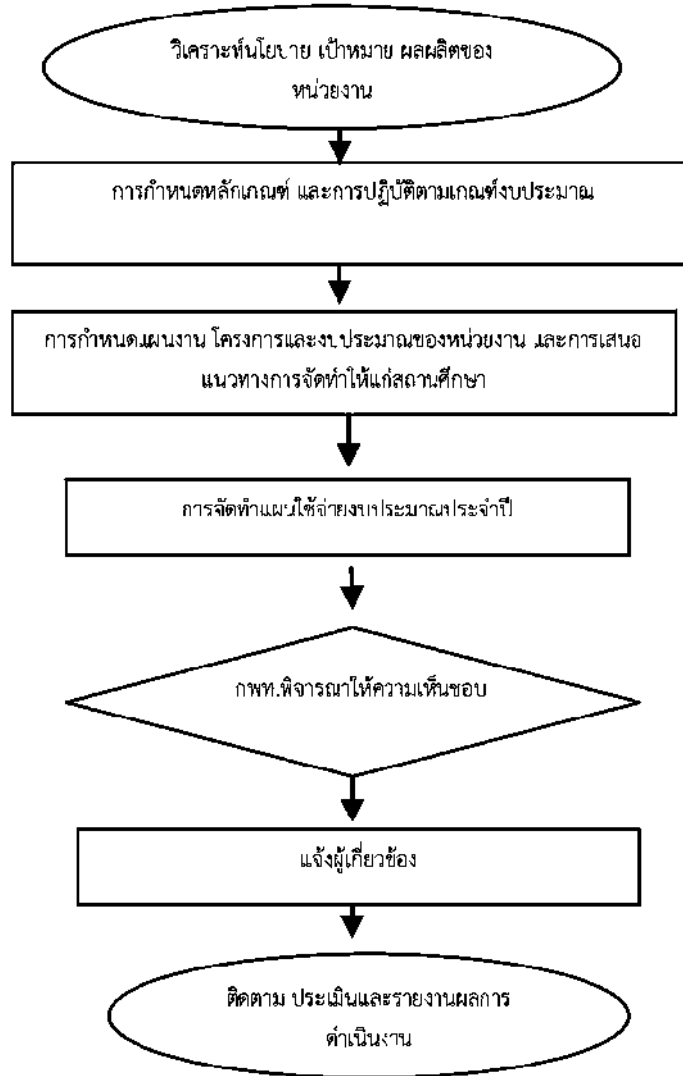 วิเคราะห์นโยบาย เป้าหมาย ผลผลิตของ
หน่วยงาน
การกำหนดหลักเกณฑ์ และการปฏิบัติตามเกณฑ์งบประมาณ
การกำหนดแผนงาน โครงการและงบประมาณของหน่วยงาน และการเสนอ
แนวทางการจัดทำให้แก่สถานศึกษา
การจัดทำแผนใช้จ่ายงบประมาณประจำปี
กพท.พิจารณาให้ความเห็นชอบ
แจ้งผู้เกี่ยวข้อง
ติดตาม ประเมินและรายงานผลการ
ดำเนินงาน